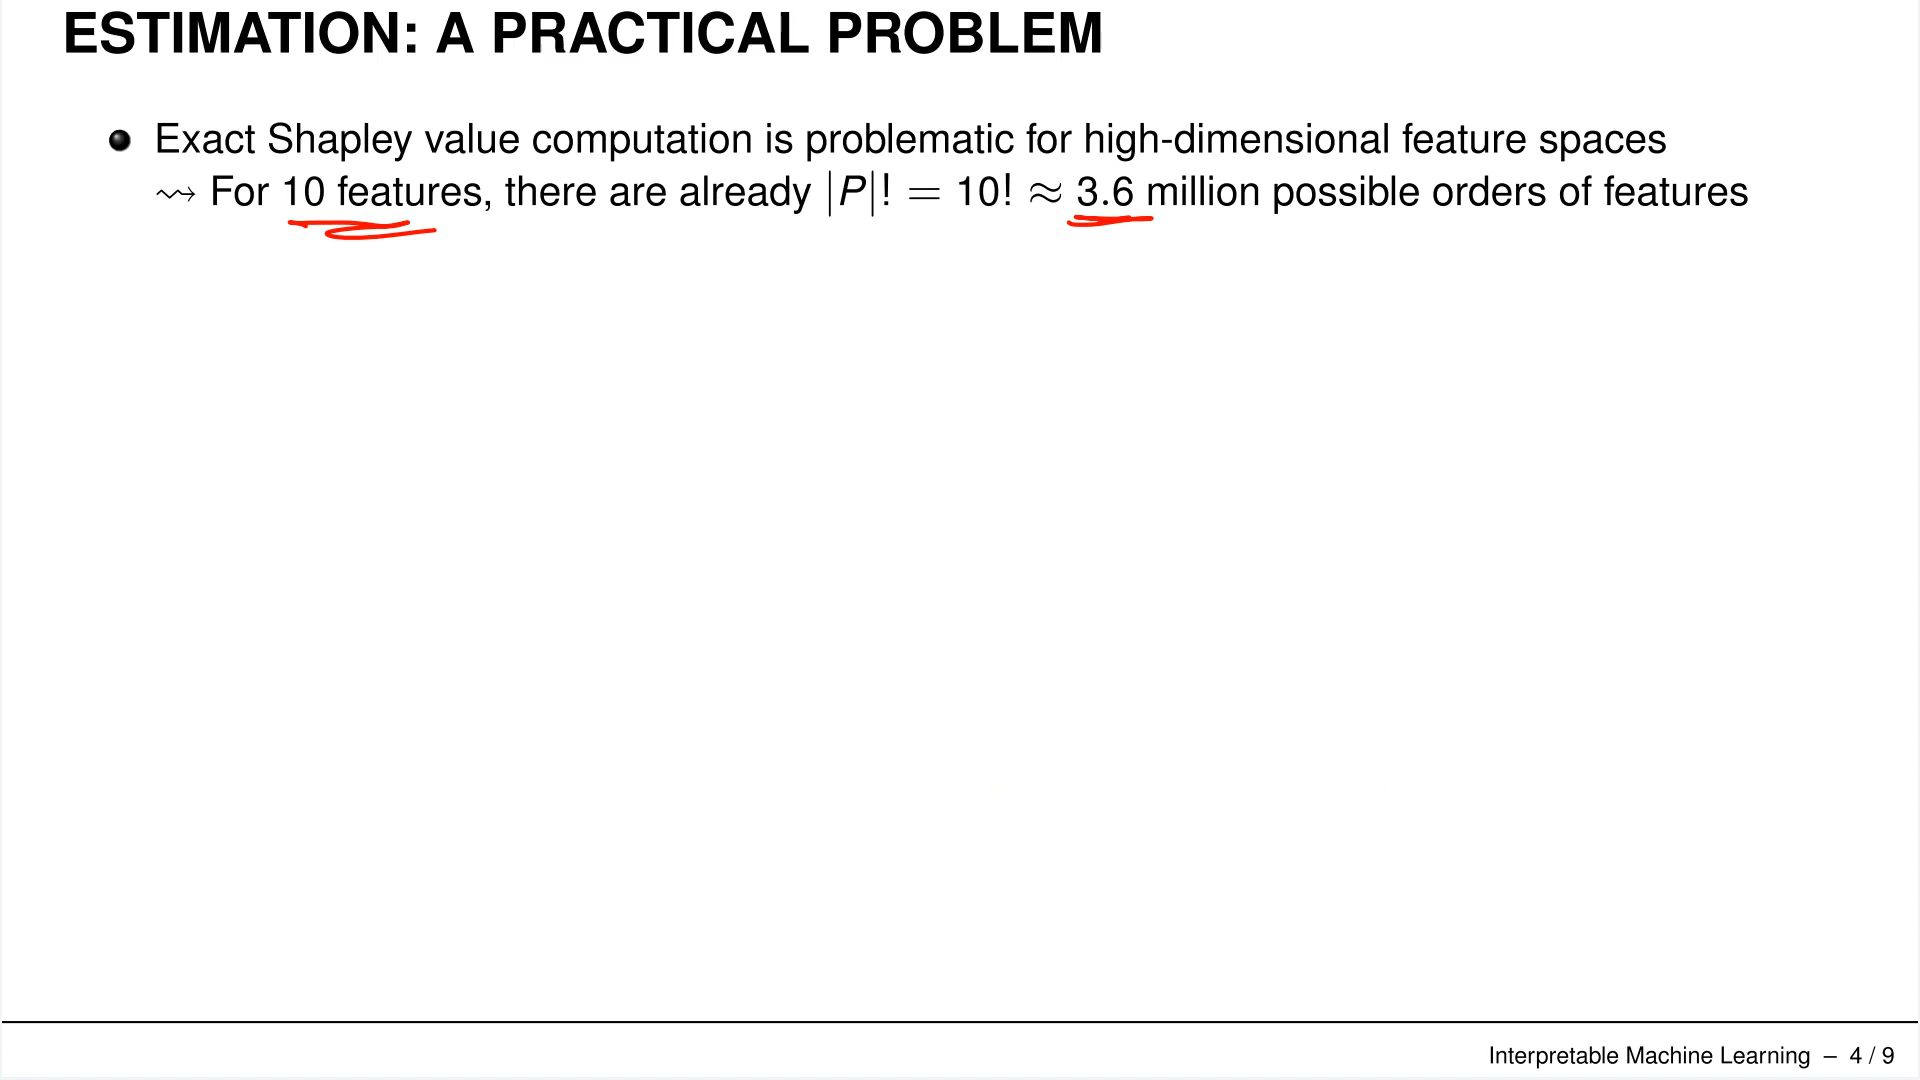 ESTIMATION: A PRACTICAL PROBLEM
Exact Shapley value computation is problematic for high-dimensional feature spaces
⇝ For 10 features, there are already |P|! = 10! ≈ 3.6 million possible orders of features
Interpretable Machine Learning – 4 / 9